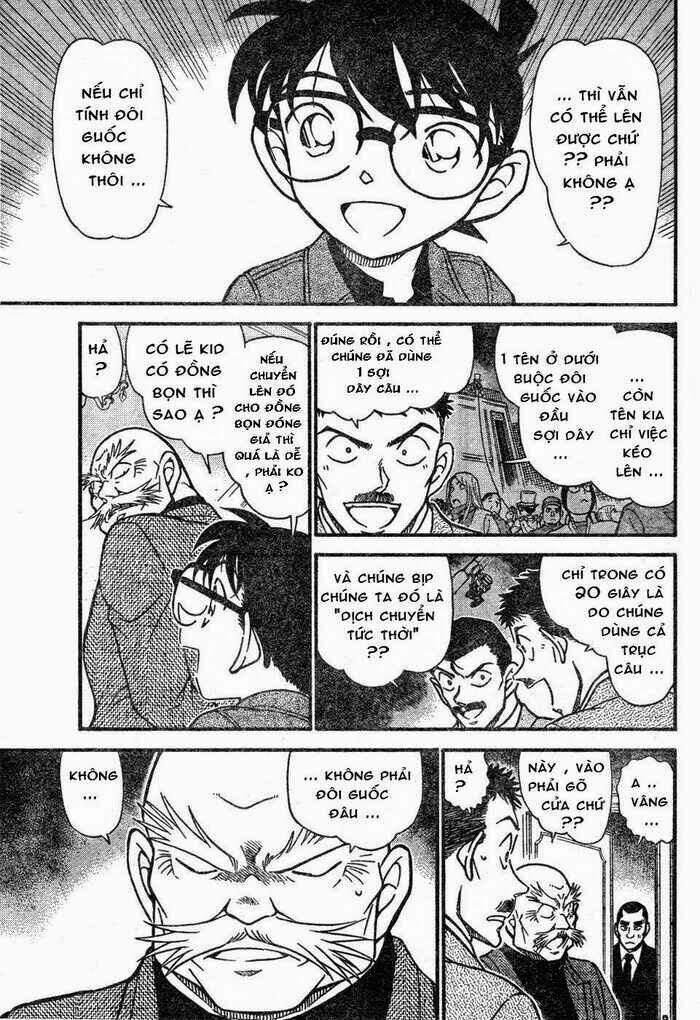 NẾU CHỈ
TÍNH ĐÔI
GUỐC
KHÔNG
THÔI ...
... THÌ VẪN
CÓ THỂ LÊN
ĐƯỢC CHỨ
?? PHẢI
KHÔNG Ạ
??
HẢ
?
CÓ LẼ KID
CÓ ĐỒNG
BỌN THÌ
SAO Ạ ?
NẾU
CHUYỂN
LÊN ĐÓ
CHO ĐỒNG
BỌN ĐÓNG
GIẢ THÌ
QUÁ LÀ DỄ
, PHẢI KO
Ạ ?
ĐÚNG RỒI , CÓ THỂ
CHÚNG ĐÃ DÙNG
1 SỢI
DÂY CÂU ...
1 TÊN Ở DƯỚI
BUỘC ĐÔI
GUỐC VÀO
ĐẦU
SỢI DÂY ...
...
CÒN
TÊN KIA
CHỈ VIỆC
KÉO
LÊN ...
VÀ CHÚNG BỊP
CHÚNG TA ĐÓ LÀ
"DỊCH CHUYỂN
TỨC THỜI"
??
CHỈ TRONG CÓ
20 GIÂY LÀ
DO CHÚNG
DÙNG CẢ
TRỤC
CÂU ...
KHÔNG
...
... KHÔNG PHẢI
ĐÔI GUỐC
ĐÂU ...
HẢ
?
NÀY , VÀO
PHẢI GÕ
CỬA CHỨ
??
A ..
VÂNG
...